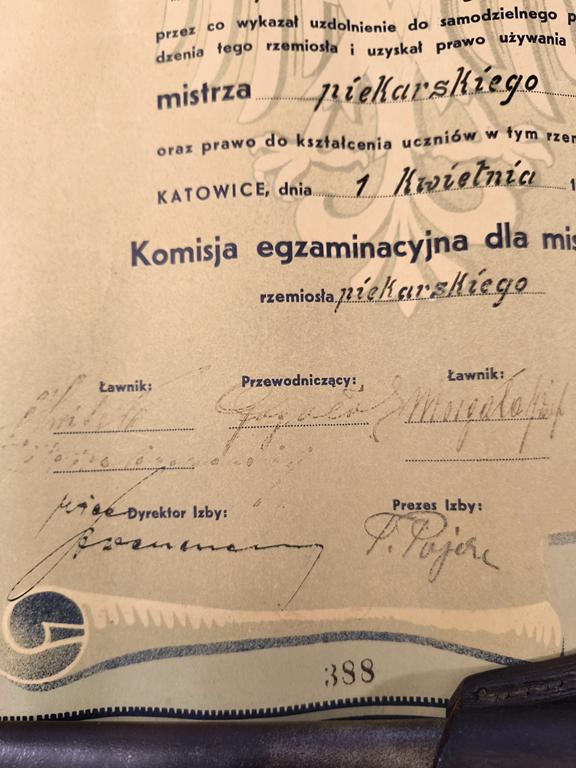 przez co wykazał uzdolnienie do samodzielnego p
dzenia tego rzemiosła i uzyskał prawo używania
mistrza piekarskiego
oraz prawo do kształcenia uczniów w tym rzem
KATOWICE, dnia 1 Kwietnia 1
Komisja egzaminacyjna dla mis
rzemiosła piekarskiego
Ławnik: Przewodniczący: Ławnik:
vice Dyrektor Izby: Prezes Izby:
388